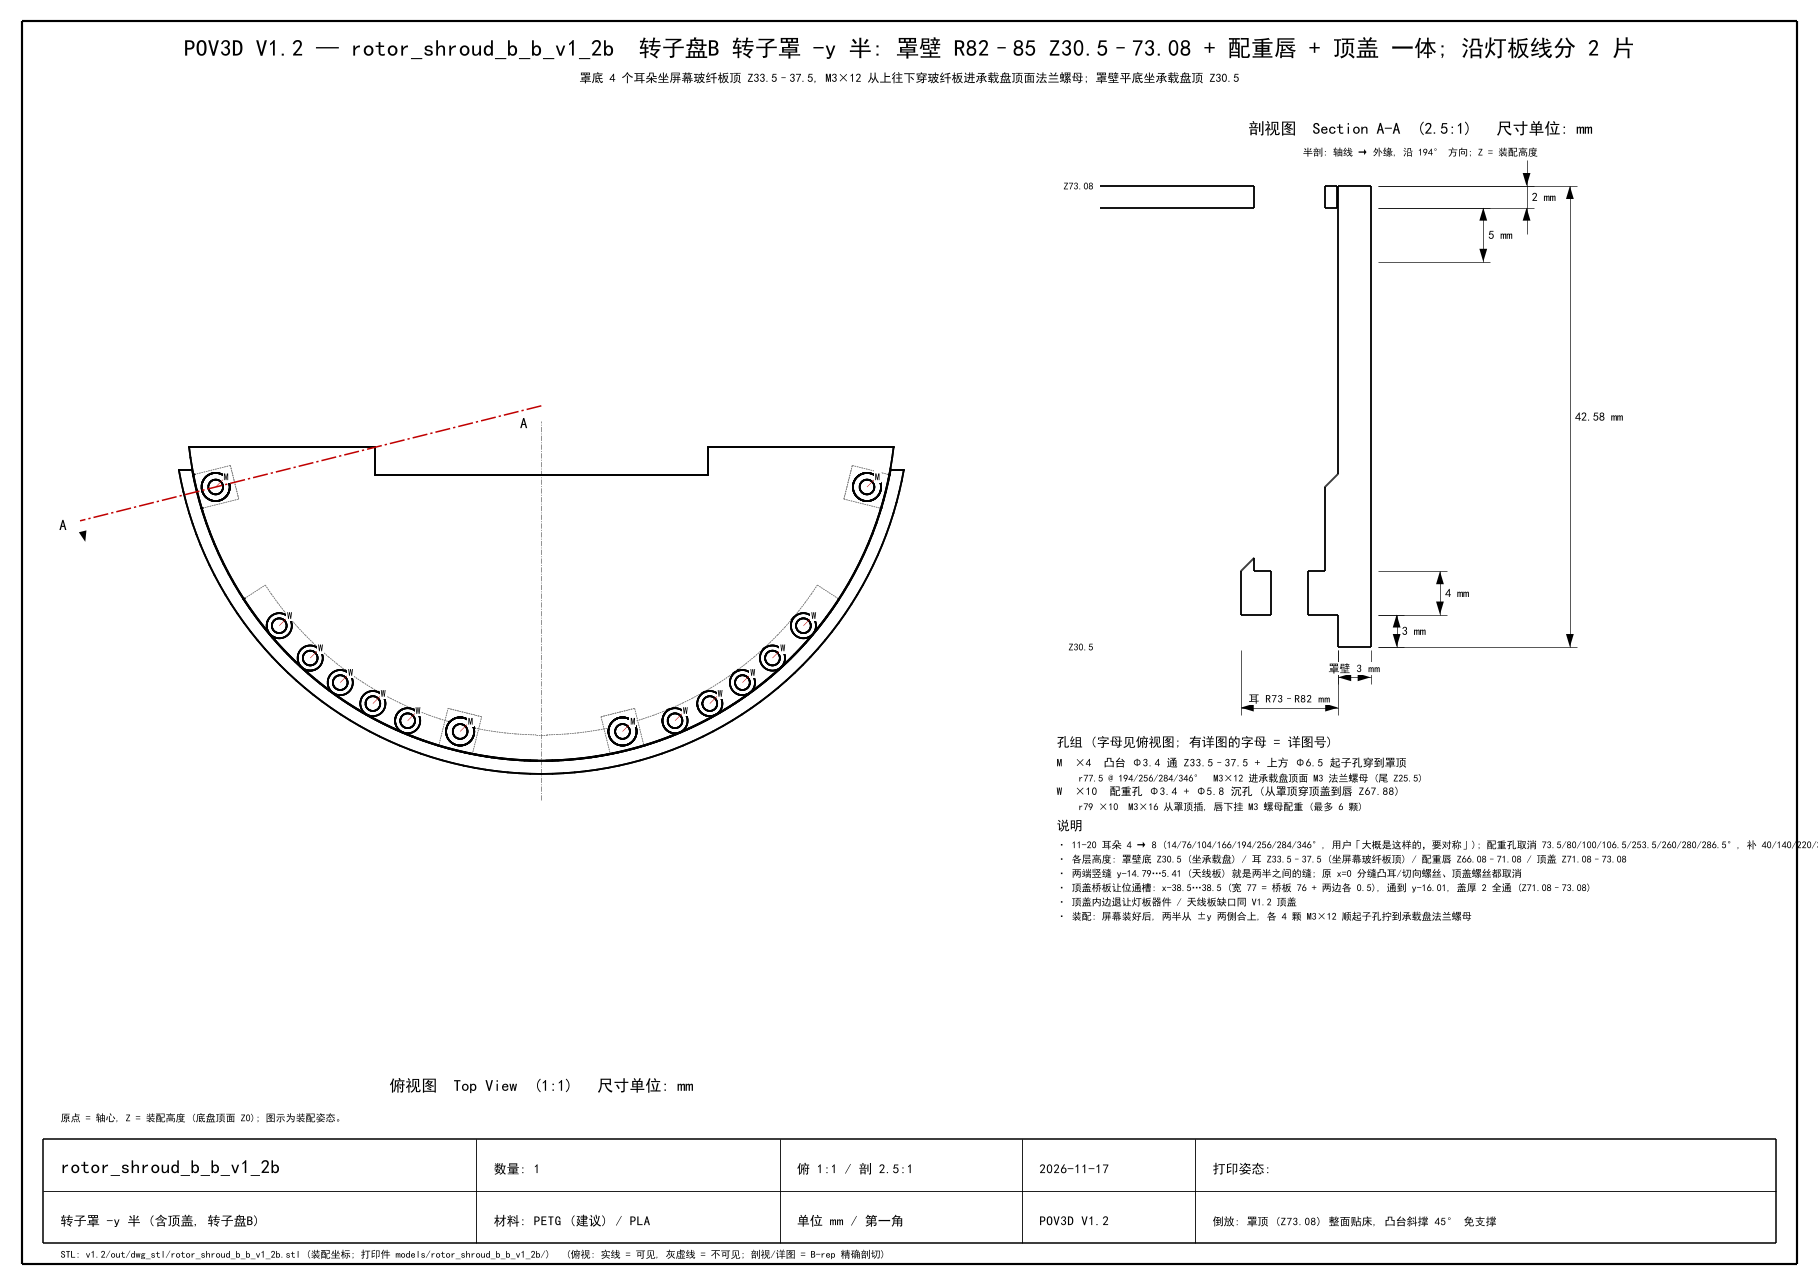 POV3D V1.2 — rotor_shroud_b_b_v1_2b 转子盘B 转子罩 -y 半: 罩壁 R82–85 Z30.5–73.08 + 配重唇 + 顶盖 一体; 沿灯板线分 2 片
罩底 4 个耳朵坐屏幕玻纤板顶 Z33.5–37.5, M3×12 从上往下穿玻纤板进承载盘顶面法兰螺母; 罩壁平底坐承载盘顶 Z30.5
剖视图 Section A-A (2.5:1) 尺寸单位: mm
半剖: 轴线 → 外缘, 沿 194° 方向; Z = 装配高度
Z73.08
2 mm
5 mm
42.58 mm
4 mm
3 mm
Z30.5
罩壁 3 mm
耳 R73–R82 mm
A
A
M
M
W
W
W
W
W
W
W
W
W
W
M
M
孔组 (字母见俯视图; 有详图的字母 = 详图号)
M ×4 凸台 Φ3.4 通 Z33.5–37.5 + 上方 Φ6.5 起子孔穿到罩顶
r77.5 @ 194/256/284/346° M3×12 进承载盘顶面 M3 法兰螺母 (尾 Z25.5)
W ×10 配重孔 Φ3.4 + Φ5.8 沉孔 (从罩顶穿顶盖到唇 Z67.88)
r79 ×10 M3×16 从罩顶插, 唇下挂 M3 螺母配重 (最多 6 颗)
说明
· 11-20 耳朵 4 → 8 (14/76/104/166/194/256/284/346°, 用户「大概是这样的, 要对称」); 配重孔取消 73.5/80/100/106.5/253.5/260/280/286.5°, 补 40/140/220/
· 各层高度: 罩壁底 Z30.5 (坐承载盘) / 耳 Z33.5–37.5 (坐屏幕玻纤板顶) / 配重唇 Z66.08–71.08 / 顶盖 Z71.08–73.08
· 两端竖缝 y-14.79…5.41 (天线板) 就是两半之间的缝; 原 x=0 分缝凸耳/切向螺丝、顶盖螺丝都取消
· 顶盖桥板让位通槽: x-38.5…38.5 (宽 77 = 桥板 76 + 两边各 0.5), 通到 y-16.01, 盖厚 2 全通 (Z71.08–73.08)
· 顶盖内边退让灯板器件 / 天线板缺口同 V1.2 顶盖
· 装配: 屏幕装好后, 两半从 ±y 两侧合上, 各 4 颗 M3×12 顺起子孔拧到承载盘法兰螺母
俯视图 Top View (1:1) 尺寸单位: mm
原点 = 轴心, Z = 装配高度 (底盘顶面 Z0); 图示为装配姿态。
rotor_shroud_b_b_v1_2b
数量: 1
俯 1:1 / 剖 2.5:1
2026-11-17
打印姿态:
转子罩 -y 半 (含顶盖, 转子盘B)
材料: PETG (建议) / PLA
单位 mm / 第一角
POV3D V1.2
倒放: 罩顶 (Z73.08) 整面贴床, 凸台斜撑 45° 免支撑
STL: v1.2/out/dwg_stl/rotor_shroud_b_b_v1_2b.stl (装配坐标; 打印件 models/rotor_shroud_b_b_v1_2b/) (俯视: 实线 = 可见, 灰虚线 = 不可见; 剖视/详图 = B-rep 精确剖切)